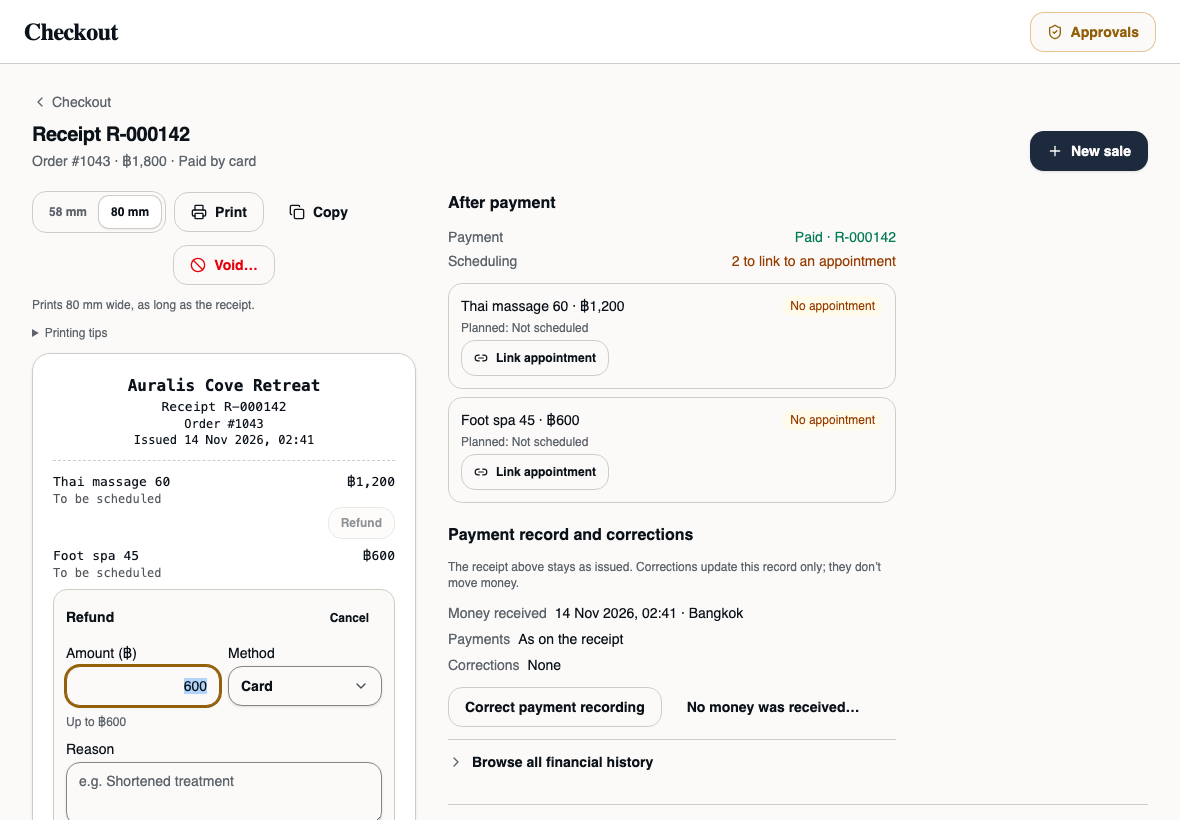 Checkout
Approvals
Checkout
Receipt R-000142
Order #1043 · ฿1,800 · Paid by card
New sale
58 mm
80 mm
Print
Copy
Void…
Prints 80 mm wide, as long as the receipt.
Printing tips
Auralis Cove Retreat
Receipt R-000142
Order #1043
Issued 14 Nov 2026, 02:41
Thai massage 60 ฿1,200
To be scheduled
Refund
Foot spa 45 ฿600
To be scheduled
Refund
Cancel
Amount (฿)
Method
600
Card
Up to ฿600
Reason
e.g. Shortened treatment
After payment
Payment Paid · R-000142
Scheduling 2 to link to an appointment
Thai massage 60 · ฿1,200 No appointment
Planned: Not scheduled
Link appointment
Foot spa 45 · ฿600 No appointment
Planned: Not scheduled
Link appointment
Payment record and corrections
The receipt above stays as issued. Corrections update this record only; they don't
move money.
Money received 14 Nov 2026, 02:41 · Bangkok
Payments As on the receipt
Corrections None
Correct payment recording
No money was received…
Browse all financial history